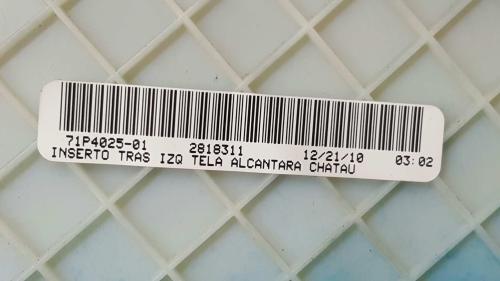 71P4025-01 2818311 12/21/10 03:02
INSERTO TRAS IZQ TELA ALCANTARA CHATAU